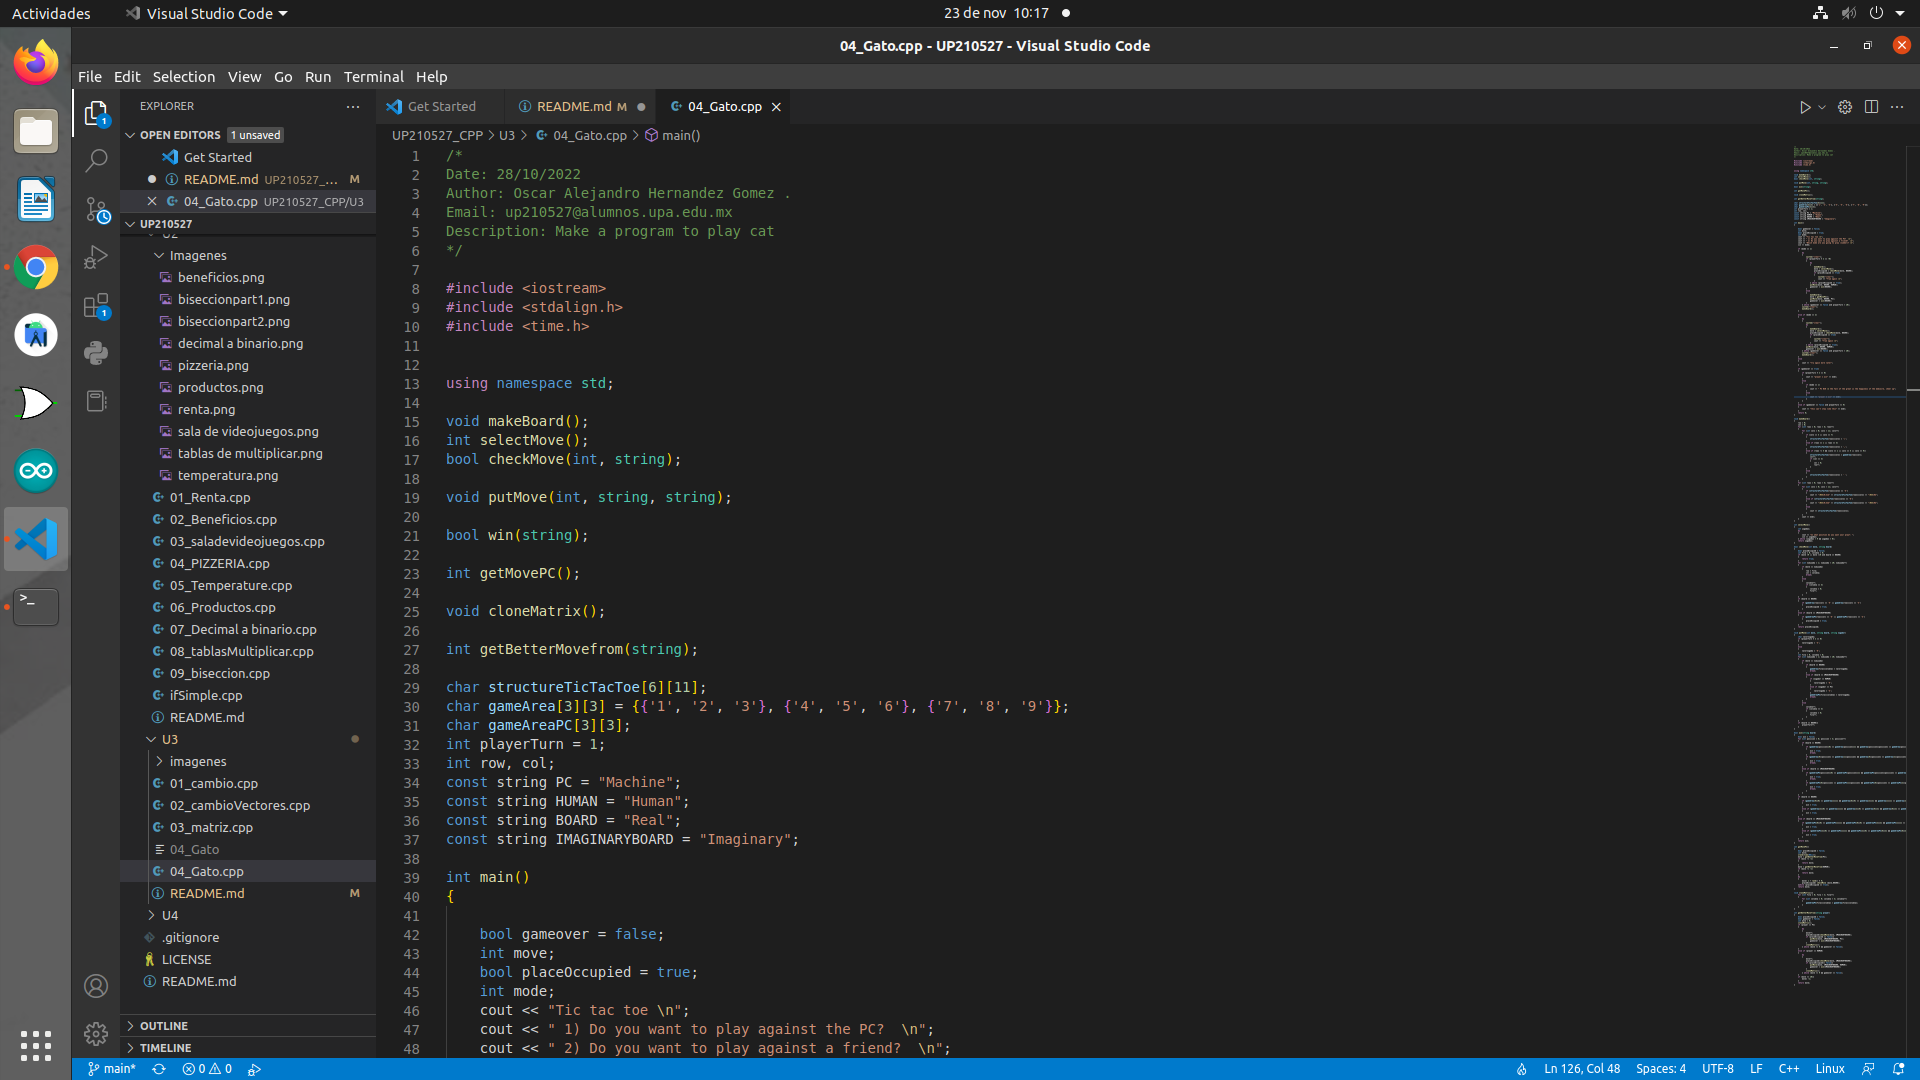 Actividades
Visual Studio Code
23 de nov 10:17
04_Gato.cpp - UP210527 - Visual Studio Code
File Edit Selection View Go Run Terminal Help
EXPLORER
OPEN EDITORS 1 unsaved
Get Started
README.md UP210527_... M
04_Gato.cpp UP210527_CPP/U3
UP210527
U2
Imagenes
beneficios.png
biseccionpart1.png
biseccionpart2.png
decimal a binario.png
pizzeria.png
productos.png
renta.png
sala de videojuegos.png
tablas de multiplicar.png
temperatura.png
01_Renta.cpp
02_Beneficios.cpp
03_saladevideojuegos.cpp
04_PIZZERIA.cpp
05_Temperature.cpp
06_Productos.cpp
07_Decimal a binario.cpp
08_tablasMultiplicar.cpp
09_biseccion.cpp
ifSimple.cpp
README.md
U3
imagenes
01_cambio.cpp
02_cambioVectores.cpp
03_matriz.cpp
04_Gato
04_Gato.cpp
README.md M
U4
.gitignore
LICENSE
README.md
OUTLINE
TIMELINE
Get Started
README.md M
04_Gato.cpp
UP210527_CPP > U3 > 04_Gato.cpp > main()
1 /*
2 Date: 28/10/2022
3 Author: Oscar Alejandro Hernandez Gomez .
4 Email: up210527@alumnos.upa.edu.mx
5 Description: Make a program to play cat
6 */
7
8 #include <iostream>
9 #include <stdalign.h>
10 #include <time.h>
11
12
13 using namespace std;
14
15 void makeBoard();
16 int selectMove();
17 bool checkMove(int, string);
18
19 void putMove(int, string, string);
20
21 bool win(string);
22
23 int getMovePC();
24
25 void cloneMatrix();
26
27 int getBetterMovefrom(string);
28
29 char structureTicTacToe[6][11];
30 char gameArea[3][3] = {{'1', '2', '3'}, {'4', '5', '6'}, {'7', '8', '9'}};
31 char gameAreaPC[3][3];
32 int playerTurn = 1;
33 int row, col;
34 const string PC = "Machine";
35 const string HUMAN = "Human";
36 const string BOARD = "Real";
37 const string IMAGINARYBOARD = "Imaginary";
38
39 int main()
40 {
41
42 bool gameover = false;
43 int move;
44 bool placeOccupied = true;
45 int mode;
46 cout << "Tic tac toe \n";
47 cout << " 1) Do you want to play against the PC?  \n";
48 cout << " 2) Do you want to play against a friend?  \n";
main* 0 0
Ln 126, Col 48 Spaces: 4 UTF-8 LF C++ Linux